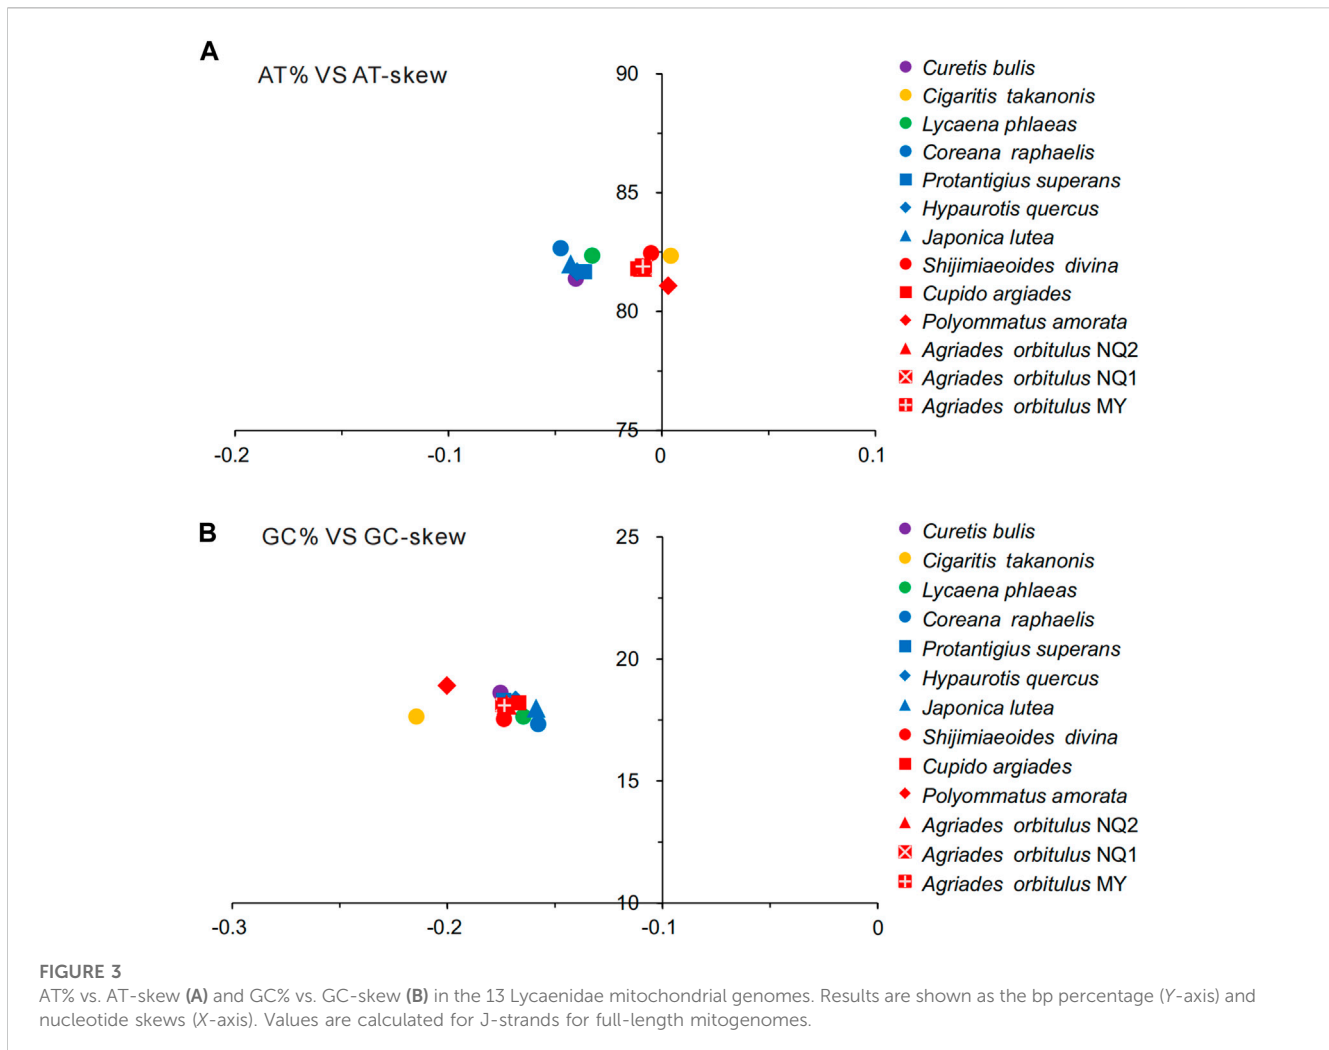 A
AT% VS AT-skew
90
85
80
75
-0.2
-0.1
0
0.1
Curetis bulis
Cigaritis takanonis
Lycaena phlaeas
Coreana raphaelis
Protantigius superans
Hypaurotis quercus
Japonica lutea
Shijimiaeoides divina
Cupido argiades
Polyommatus amorata
Agriades orbitulus NQ2
Agriades orbitulus NQ1
Agriades orbitulus MY
B
GC% VS GC-skew
25
20
15
10
-0.3
-0.2
-0.1
0
Curetis bulis
Cigaritis takanonis
Lycaena phlaeas
Coreana raphaelis
Protantigius superans
Hypaurotis quercus
Japonica lutea
Shijimiaeoides divina
Cupido argiades
Polyommatus amorata
Agriades orbitulus NQ2
Agriades orbitulus NQ1
Agriades orbitulus MY
FIGURE 3
AT% vs. AT-skew (A) and GC% vs. GC-skew (B) in the 13 Lycaenidae mitochondrial genomes. Results are shown as the bp percentage (Y-axis) and
nucleotide skews (X-axis). Values are calculated for J-strands for full-length mitogenomes.